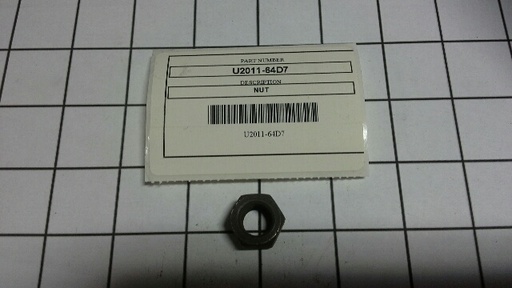 PART NUMBER
U2011-64D7
DESCRIPTION
NUT
U2011-64D7